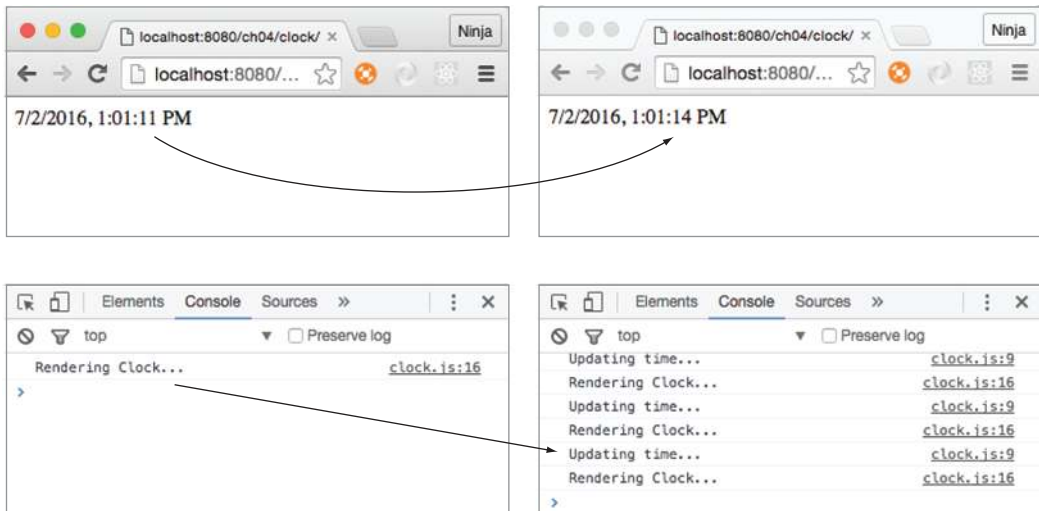 localhost:8080/ch04/clock/ ×
Ninja
localhost:8080/...
7/2/2016, 1:01:11 PM
localhost:8080/ch04/clock/ ×
Ninja
localhost:8080/...
7/2/2016, 1:01:14 PM
Elements Console Sources »
top ▼ Preserve log
Rendering Clock... clock.js:16
>
Elements Console Sources »
top ▼ Preserve log
Updating time... clock.js:9
Rendering Clock... clock.js:16
Updating time... clock.js:9
Rendering Clock... clock.js:16
Updating time... clock.js:9
Rendering Clock... clock.js:16
>